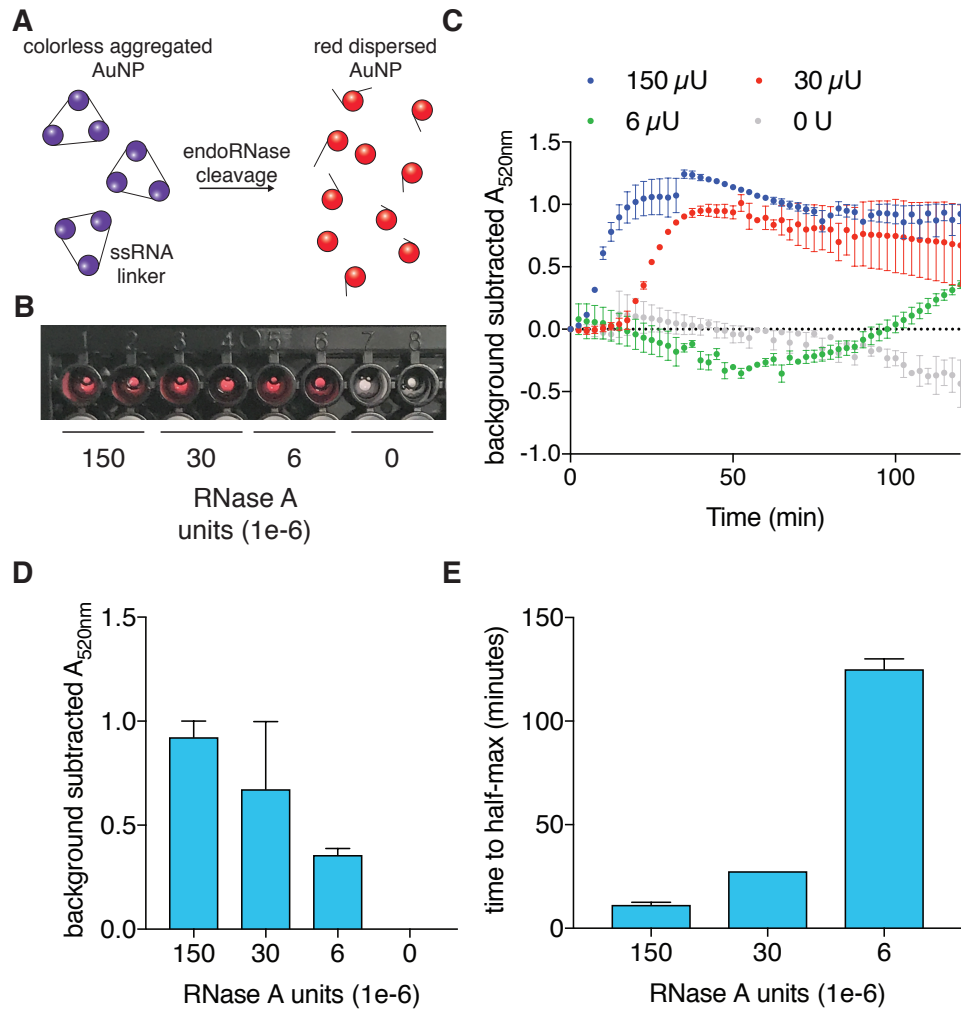 A
colorless aggregated
AuNP
red dispersed
AuNP
endoRNase
cleavage
ssRNA
linker
B
1 2 3 4 5 6 7 8
150 30 6 0
RNase A
units (1e-6)
C
150 µU 30 µU
6 µU 0 U
background subtracted A520nm
1.5
1.0
0.5
0.0
-0.5
-1.0
0 50 100
Time (min)
D
background subtracted A520nm
1.5
1.0
0.5
0.0
150 30 6 0
RNase A units (1e-6)
E
time to half-max (minutes)
150
100
50
0
150 30 6
RNase A units (1e-6)